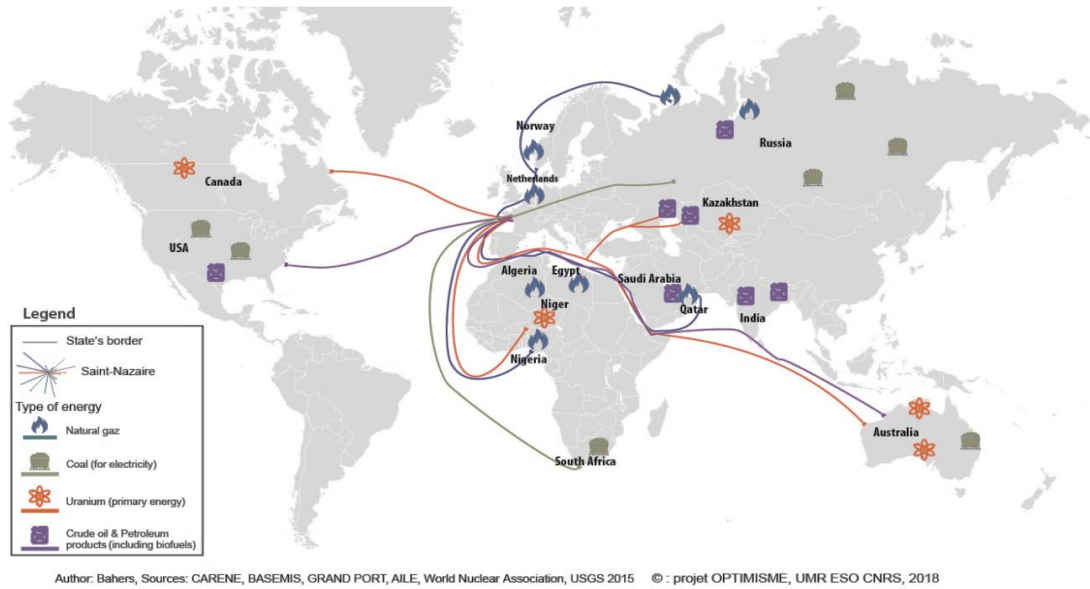 Norway
Russia
Netherlands
Canada
Kazakhstan
USA
Algeria
Egypt
Saudi Arabia
Niger
Qatar
India
Nigeria
Australia
South Africa
Legend
State's border
Saint-Nazaire
Type of energy
Natural gaz
Coal (for electricity)
Uranium (primary energy)
Crude oil & Petroleum
products (including biofuels)
Author: Bahers, Sources: CARENE, BASEMIS, GRAND PORT, AILE, World Nuclear Association, USGS 2015 © : projet OPTIMISME, UMR ESO CNRS, 2018